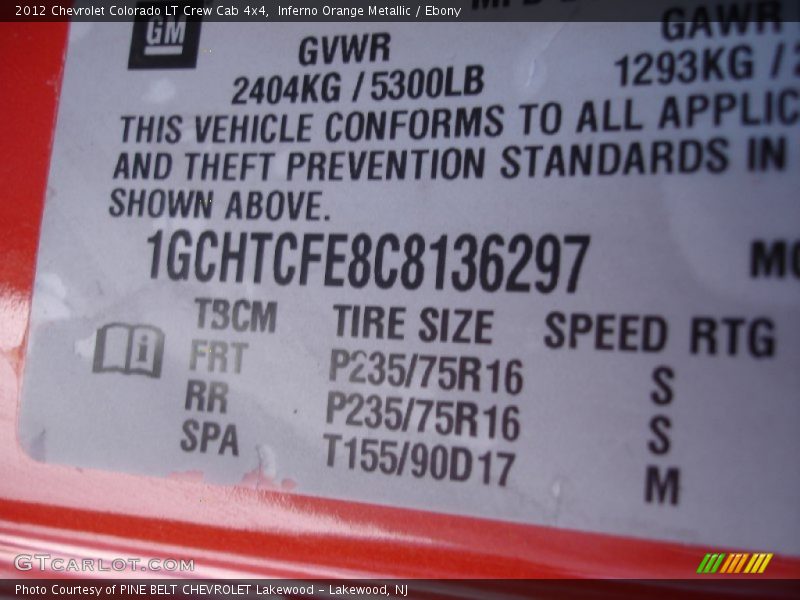 2012 Chevrolet Colorado LT Crew Cab 4x4, Inferno Orange Metallic / Ebony
GM
GVWR
GAWR
2404KG / 5300LB
1293KG /
THIS VEHICLE CONFORMS TO ALL APPLIC
AND THEFT PREVENTION STANDARDS IN
SHOWN ABOVE.
1GCHTCFE8C8136297
TBCM TIRE SIZE SPEED RTG
FRT P235/75R16 S
RR P235/75R16 S
SPA T155/90D17 M
GTCARLOT.COM
Photo Courtesy of PINE BELT CHEVROLET Lakewood - Lakewood, NJ